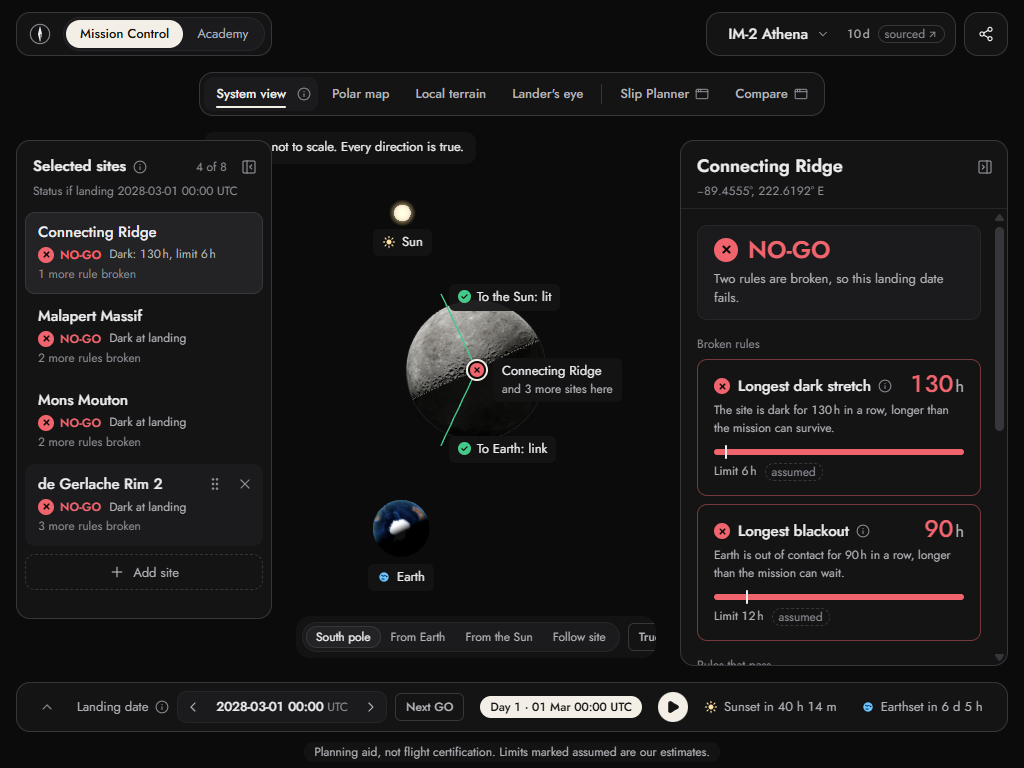 Mission Control
Academy
IM-2 Athena
10d
sourced ↗
System view
Polar map
Local terrain
Lander's eye
Slip Planner
Compare
not to scale. Every direction is true.
Selected sites
4 of 8
Status if landing 2028-03-01 00:00 UTC
Connecting Ridge
NO-GO Dark: 130h, limit 6h
1 more rule broken
Malapert Massif
NO-GO Dark at landing
2 more rules broken
Mons Mouton
NO-GO Dark at landing
2 more rules broken
de Gerlache Rim 2
NO-GO Dark at landing
3 more rules broken
+ Add site
Sun
To the Sun: lit
Connecting Ridge
and 3 more sites here
To Earth: link
Earth
South pole
From Earth
From the Sun
Follow site
Connecting Ridge
−89.4555°, 222.6192° E
NO-GO
Two rules are broken, so this landing date
fails.
Broken rules
Longest dark stretch 130h
The site is dark for 130h in a row, longer than
the mission can survive.
Limit 6h assumed
Longest blackout 90h
Earth is out of contact for 90h in a row, longer
than the mission can wait.
Limit 12h assumed
Rules that pass
Landing date
2028-03-01 00:00 UTC
Next GO
Day 1 · 01 Mar 00:00 UTC
Sunset in 40 h 14 m
Earthset in 6 d 5 h
Planning aid, not flight certification. Limits marked assumed are our estimates.